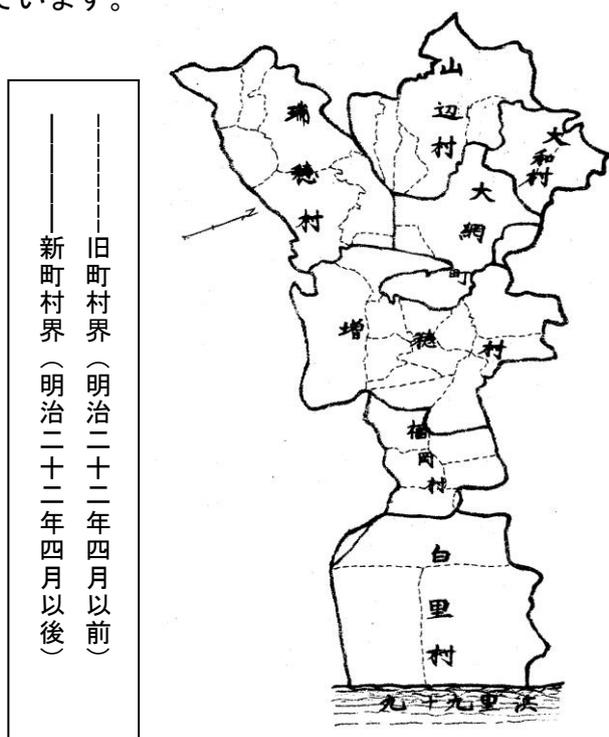 ています。
旧町村界（明治二十二年四月以前）
新町村界（明治二十二年四月以後）
山辺村
大和村
瑞穂村
大網町
増穂村
福岡村
白里村
九十九里浜